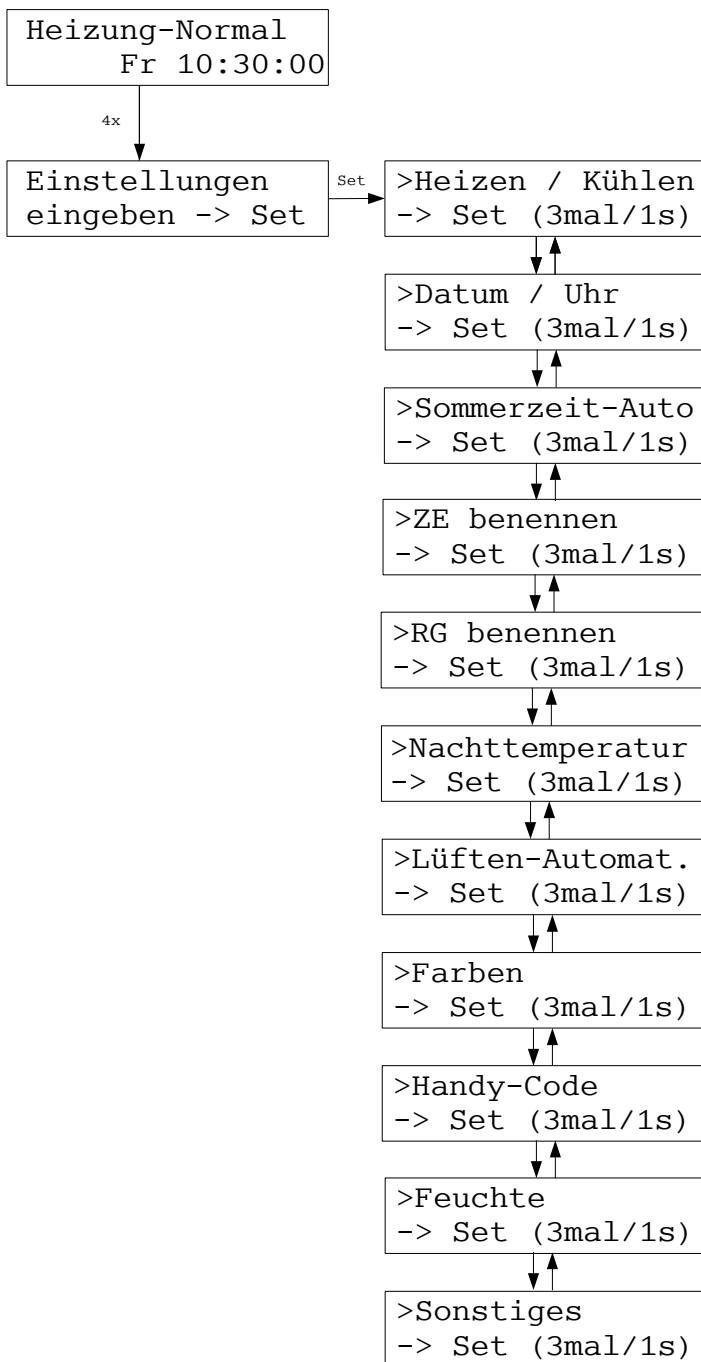 Heizung-Normal
Fr 10:30:00
4x
Einstellungen
eingeben -> Set
Set
>Heizen / Kühlen
-> Set (3mal/1s)
>Datum / Uhr
-> Set (3mal/1s)
>Sommerzeit-Auto
-> Set (3mal/1s)
>ZE benennen
-> Set (3mal/1s)
>RG benennen
-> Set (3mal/1s)
>Nachttemperatur
-> Set (3mal/1s)
>Lüften-Automat.
-> Set (3mal/1s)
>Farben
-> Set (3mal/1s)
>Handy-Code
-> Set (3mal/1s)
>Feuchte
-> Set (3mal/1s)
>Sonstiges
-> Set (3mal/1s)